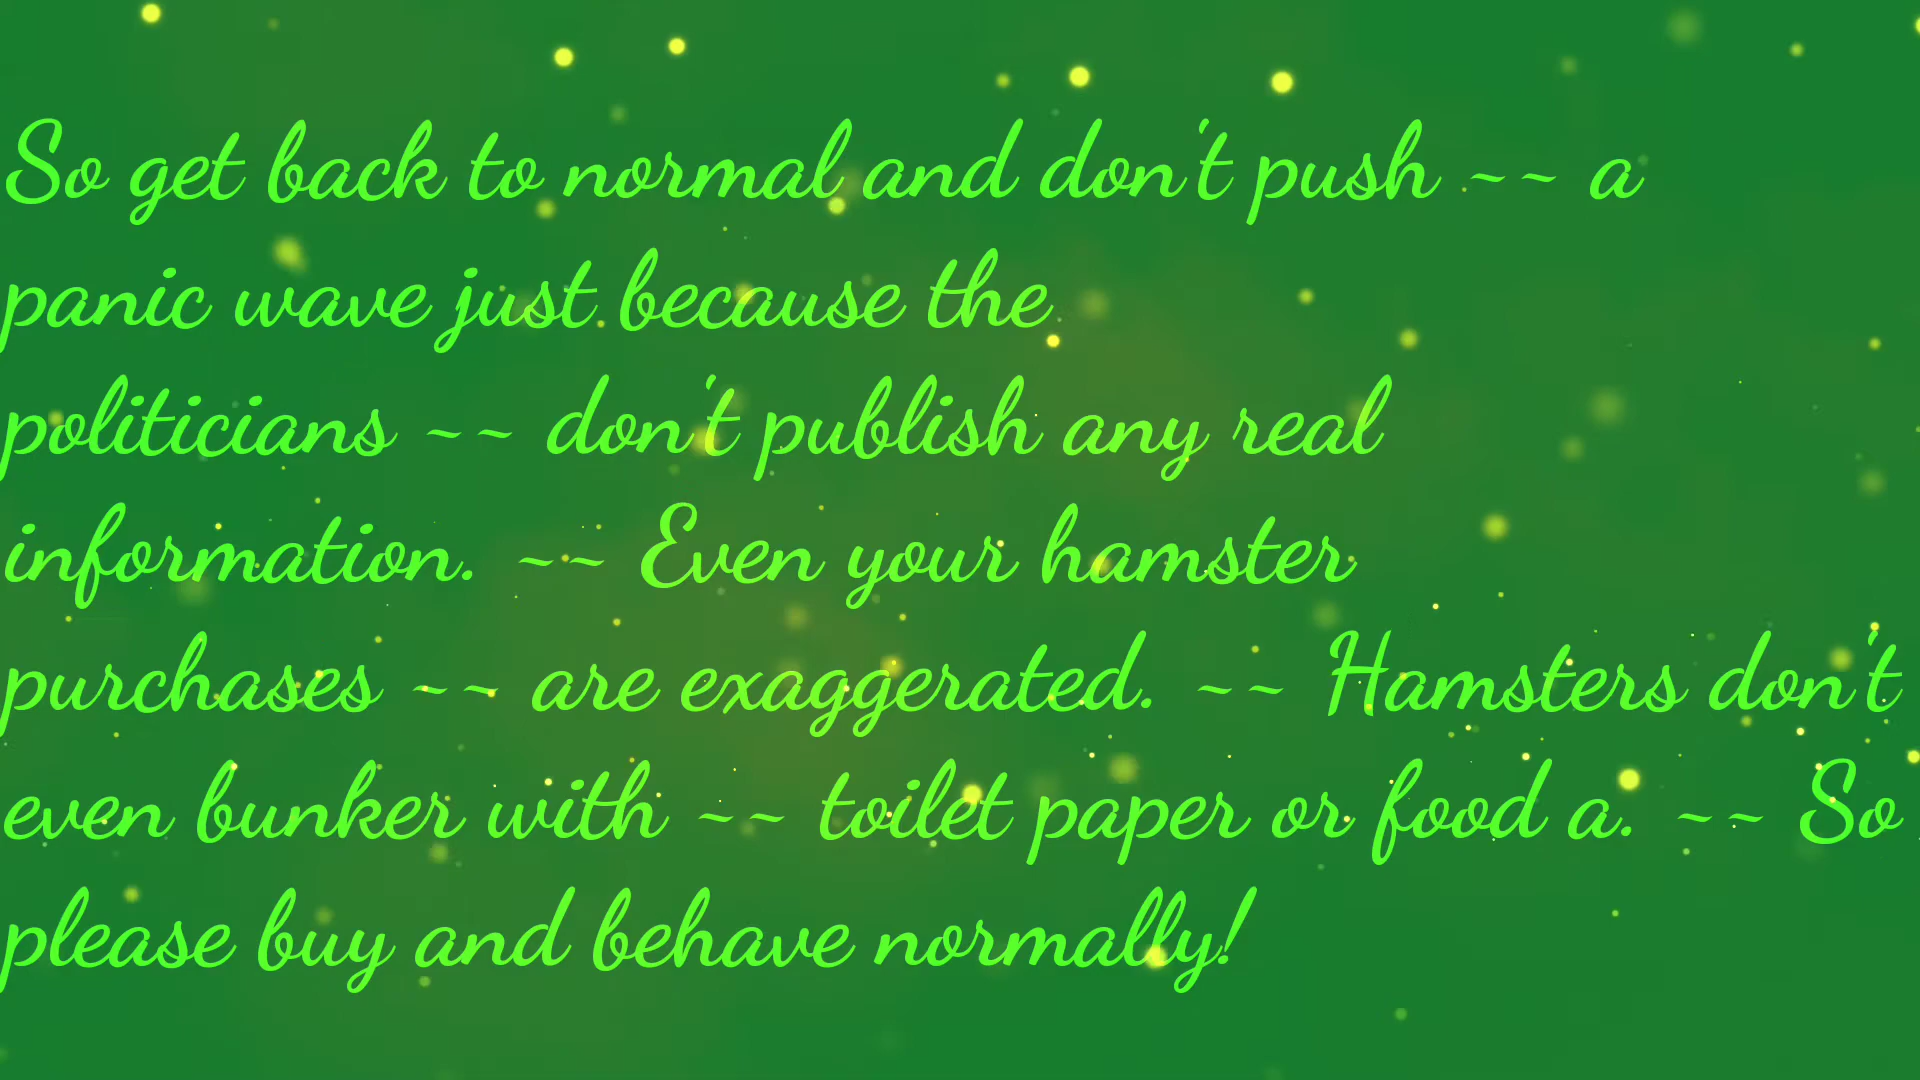 So get back to normal and don't push ~~ a
panic wave just because the
politicians ~~ don't publish any real
information. ~~ Even your hamster
purchases ~~ are exaggerated. ~~ Hamsters don't
even bunker with ~~ toilet paper or food a. ~~ So
please buy and behave normally!